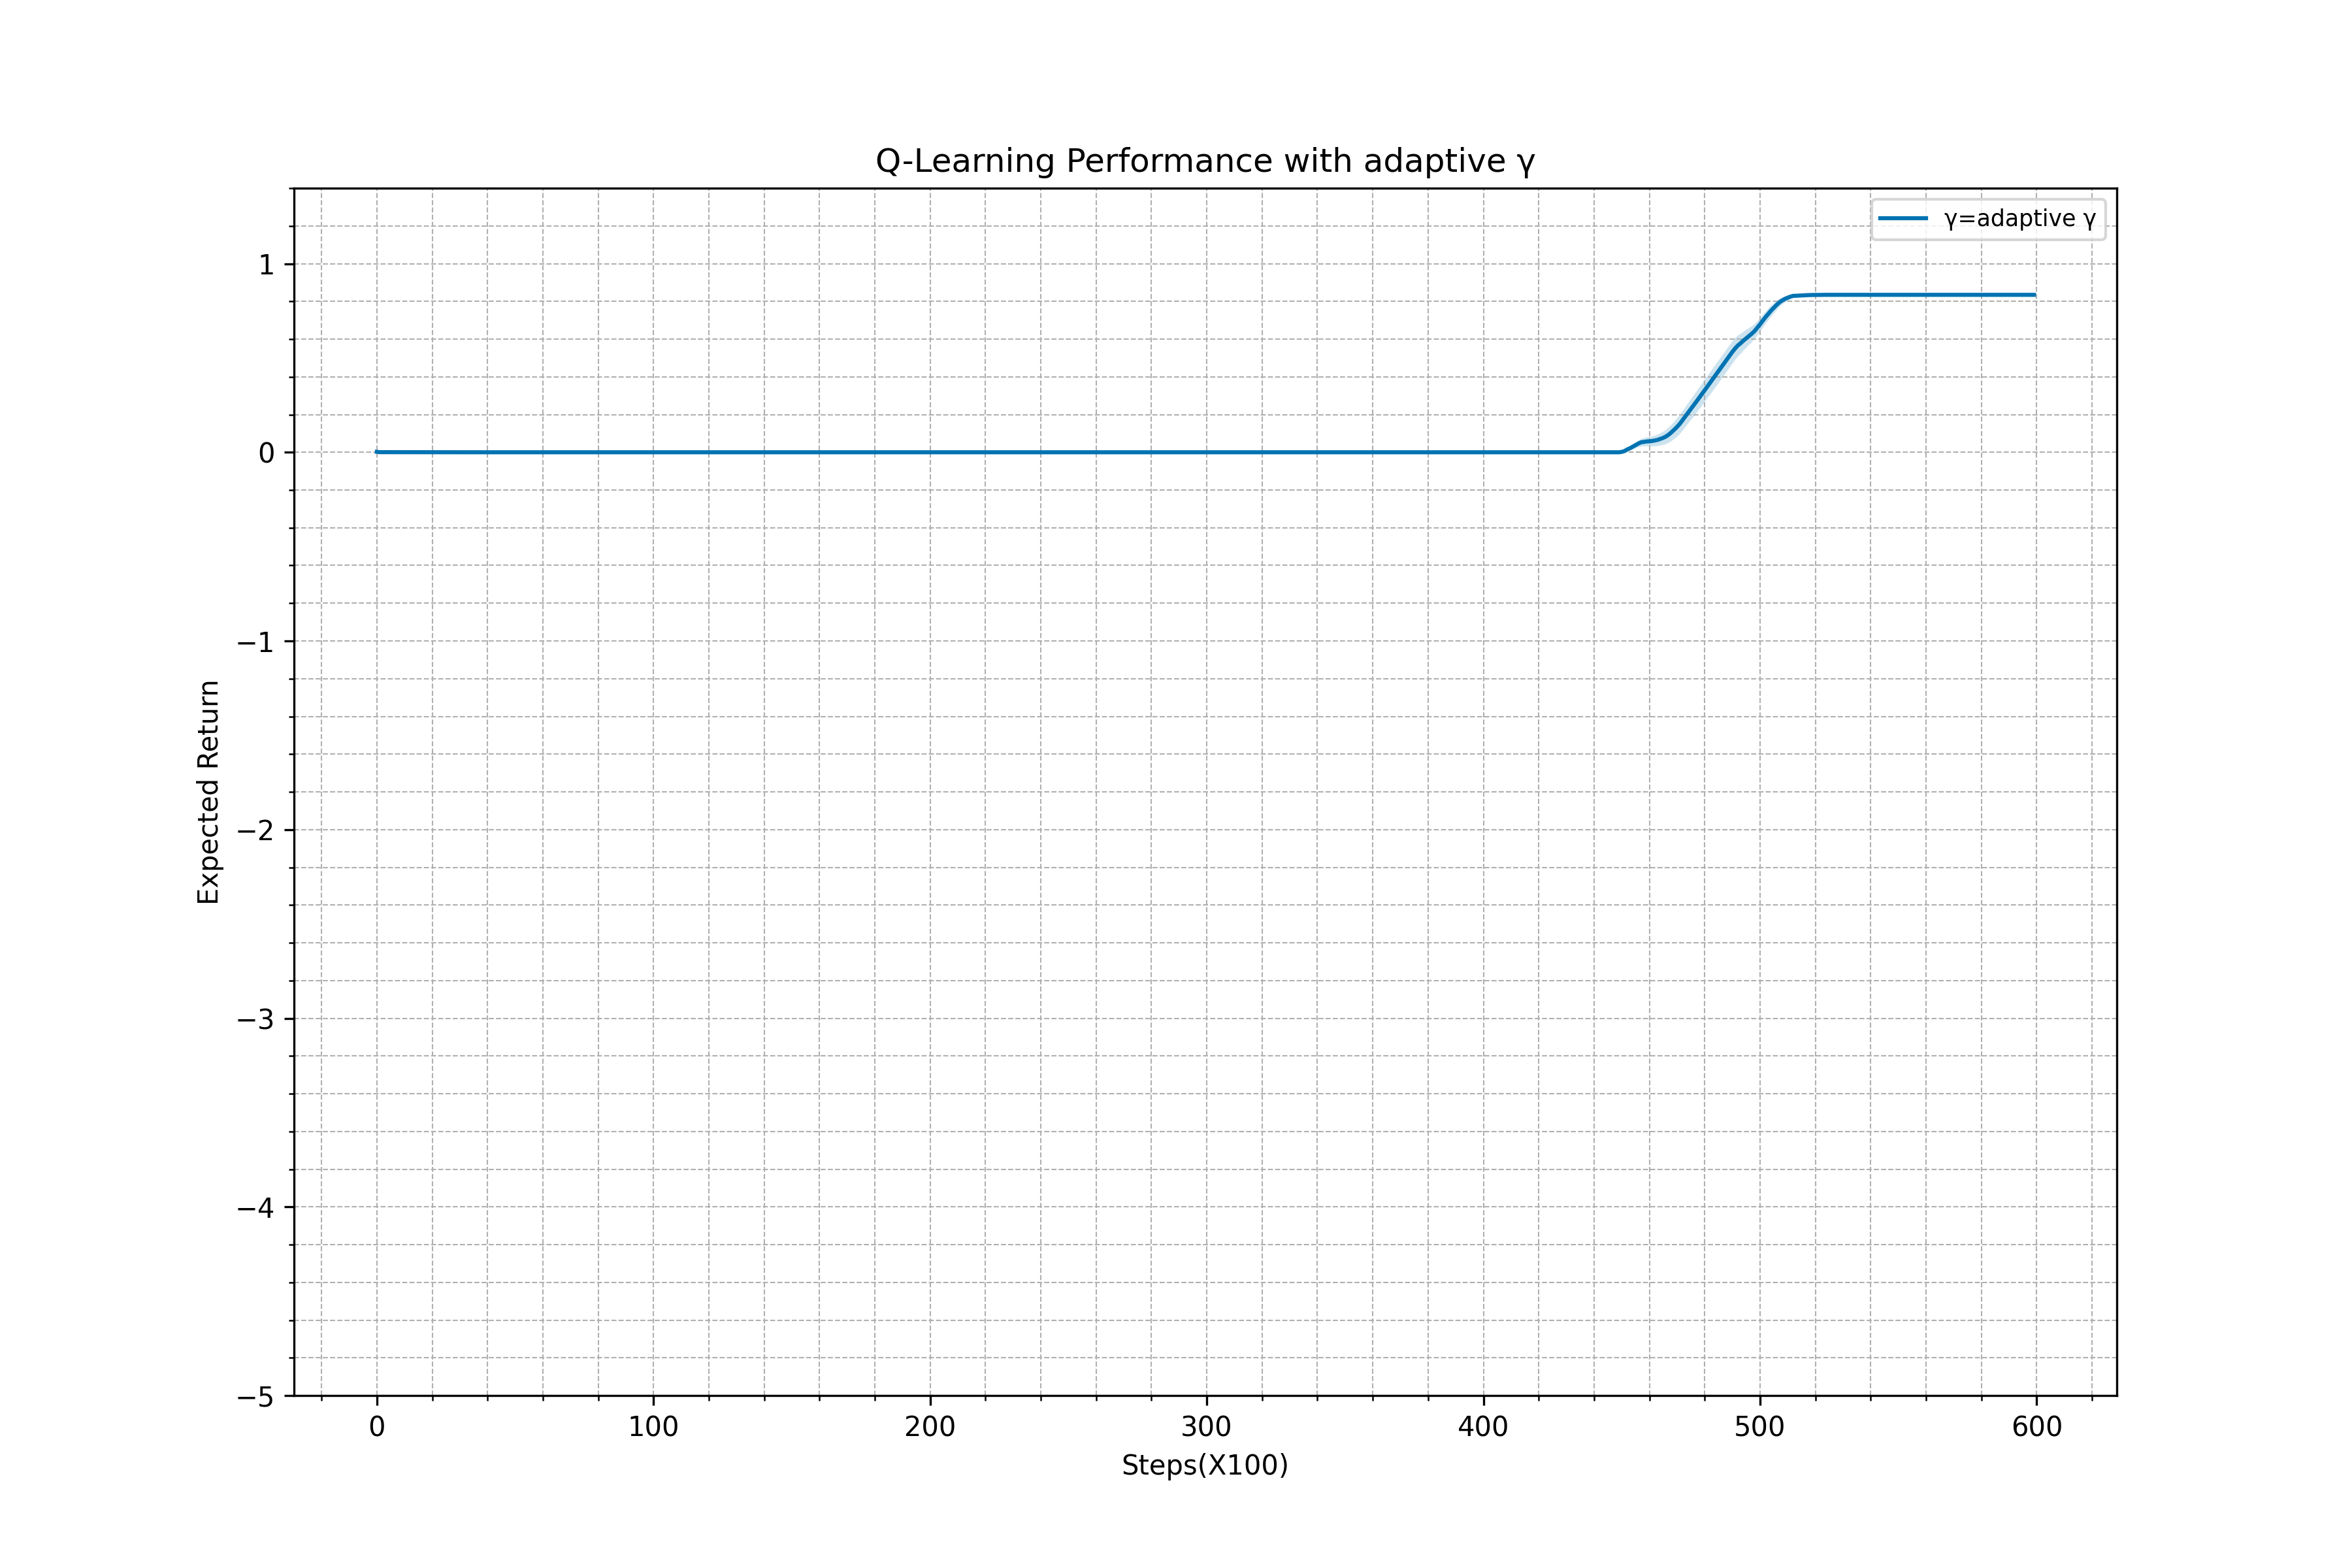 Q-Learning Performance with adaptive γ
γ=adaptive γ
1
0
−1
−2
−3
−4
−5
Expected Return
0 100 200 300 400 500 600
Steps(X100)